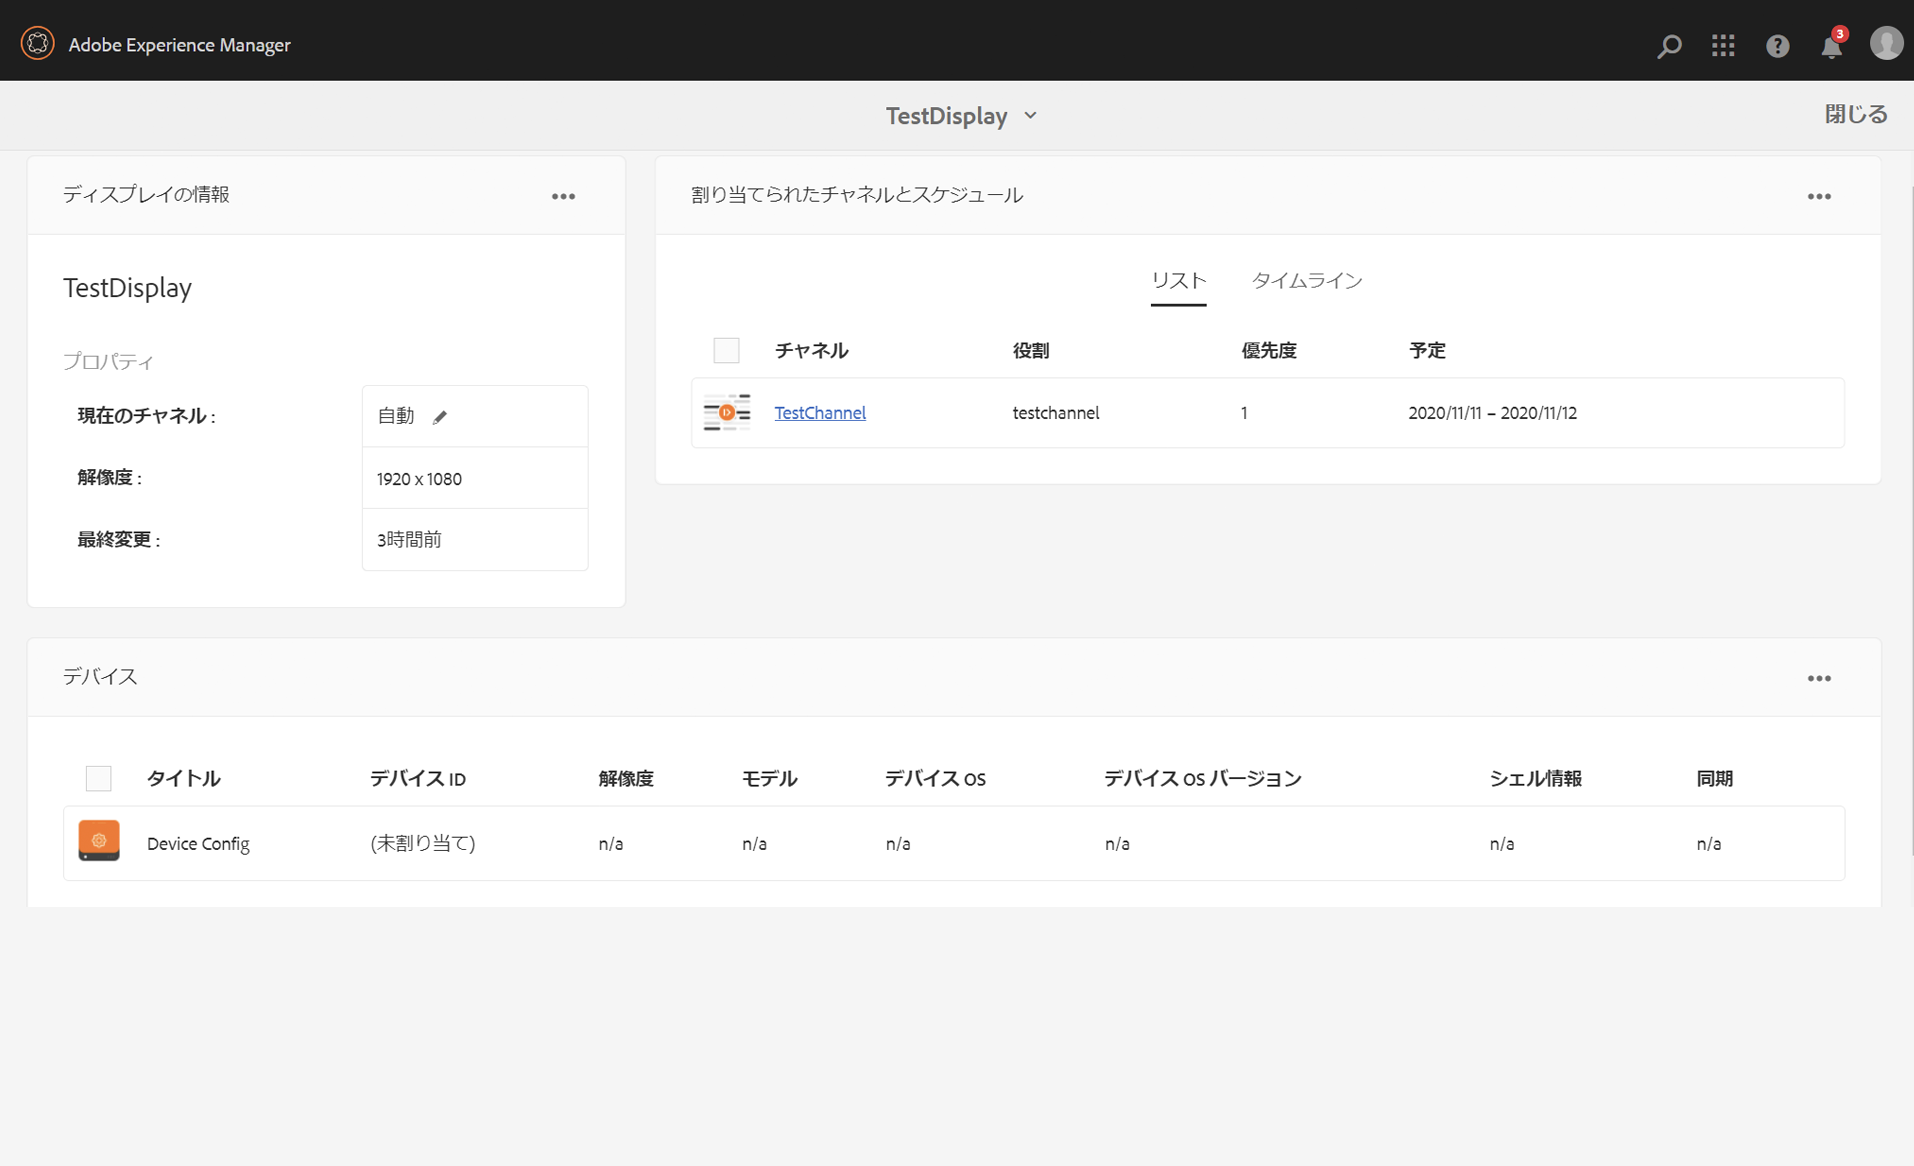 Adobe Experience Manager
3
TestDisplay
閉じる
ディスプレイの情報
TestDisplay
プロパティ
現在のチャネル : 自動
解像度 : 1920 x 1080
最終変更 : 3時間前
割り当てられたチャネルとスケジュール
リスト タイムライン
チャネル 役割 優先度 予定
TestChannel testchannel 1 2020/11/11 – 2020/11/12
デバイス
タイトル デバイス ID 解像度 モデル デバイス OS デバイス OS バージョン シェル情報 同期
Device Config (未割り当て) n/a n/a n/a n/a n/a n/a